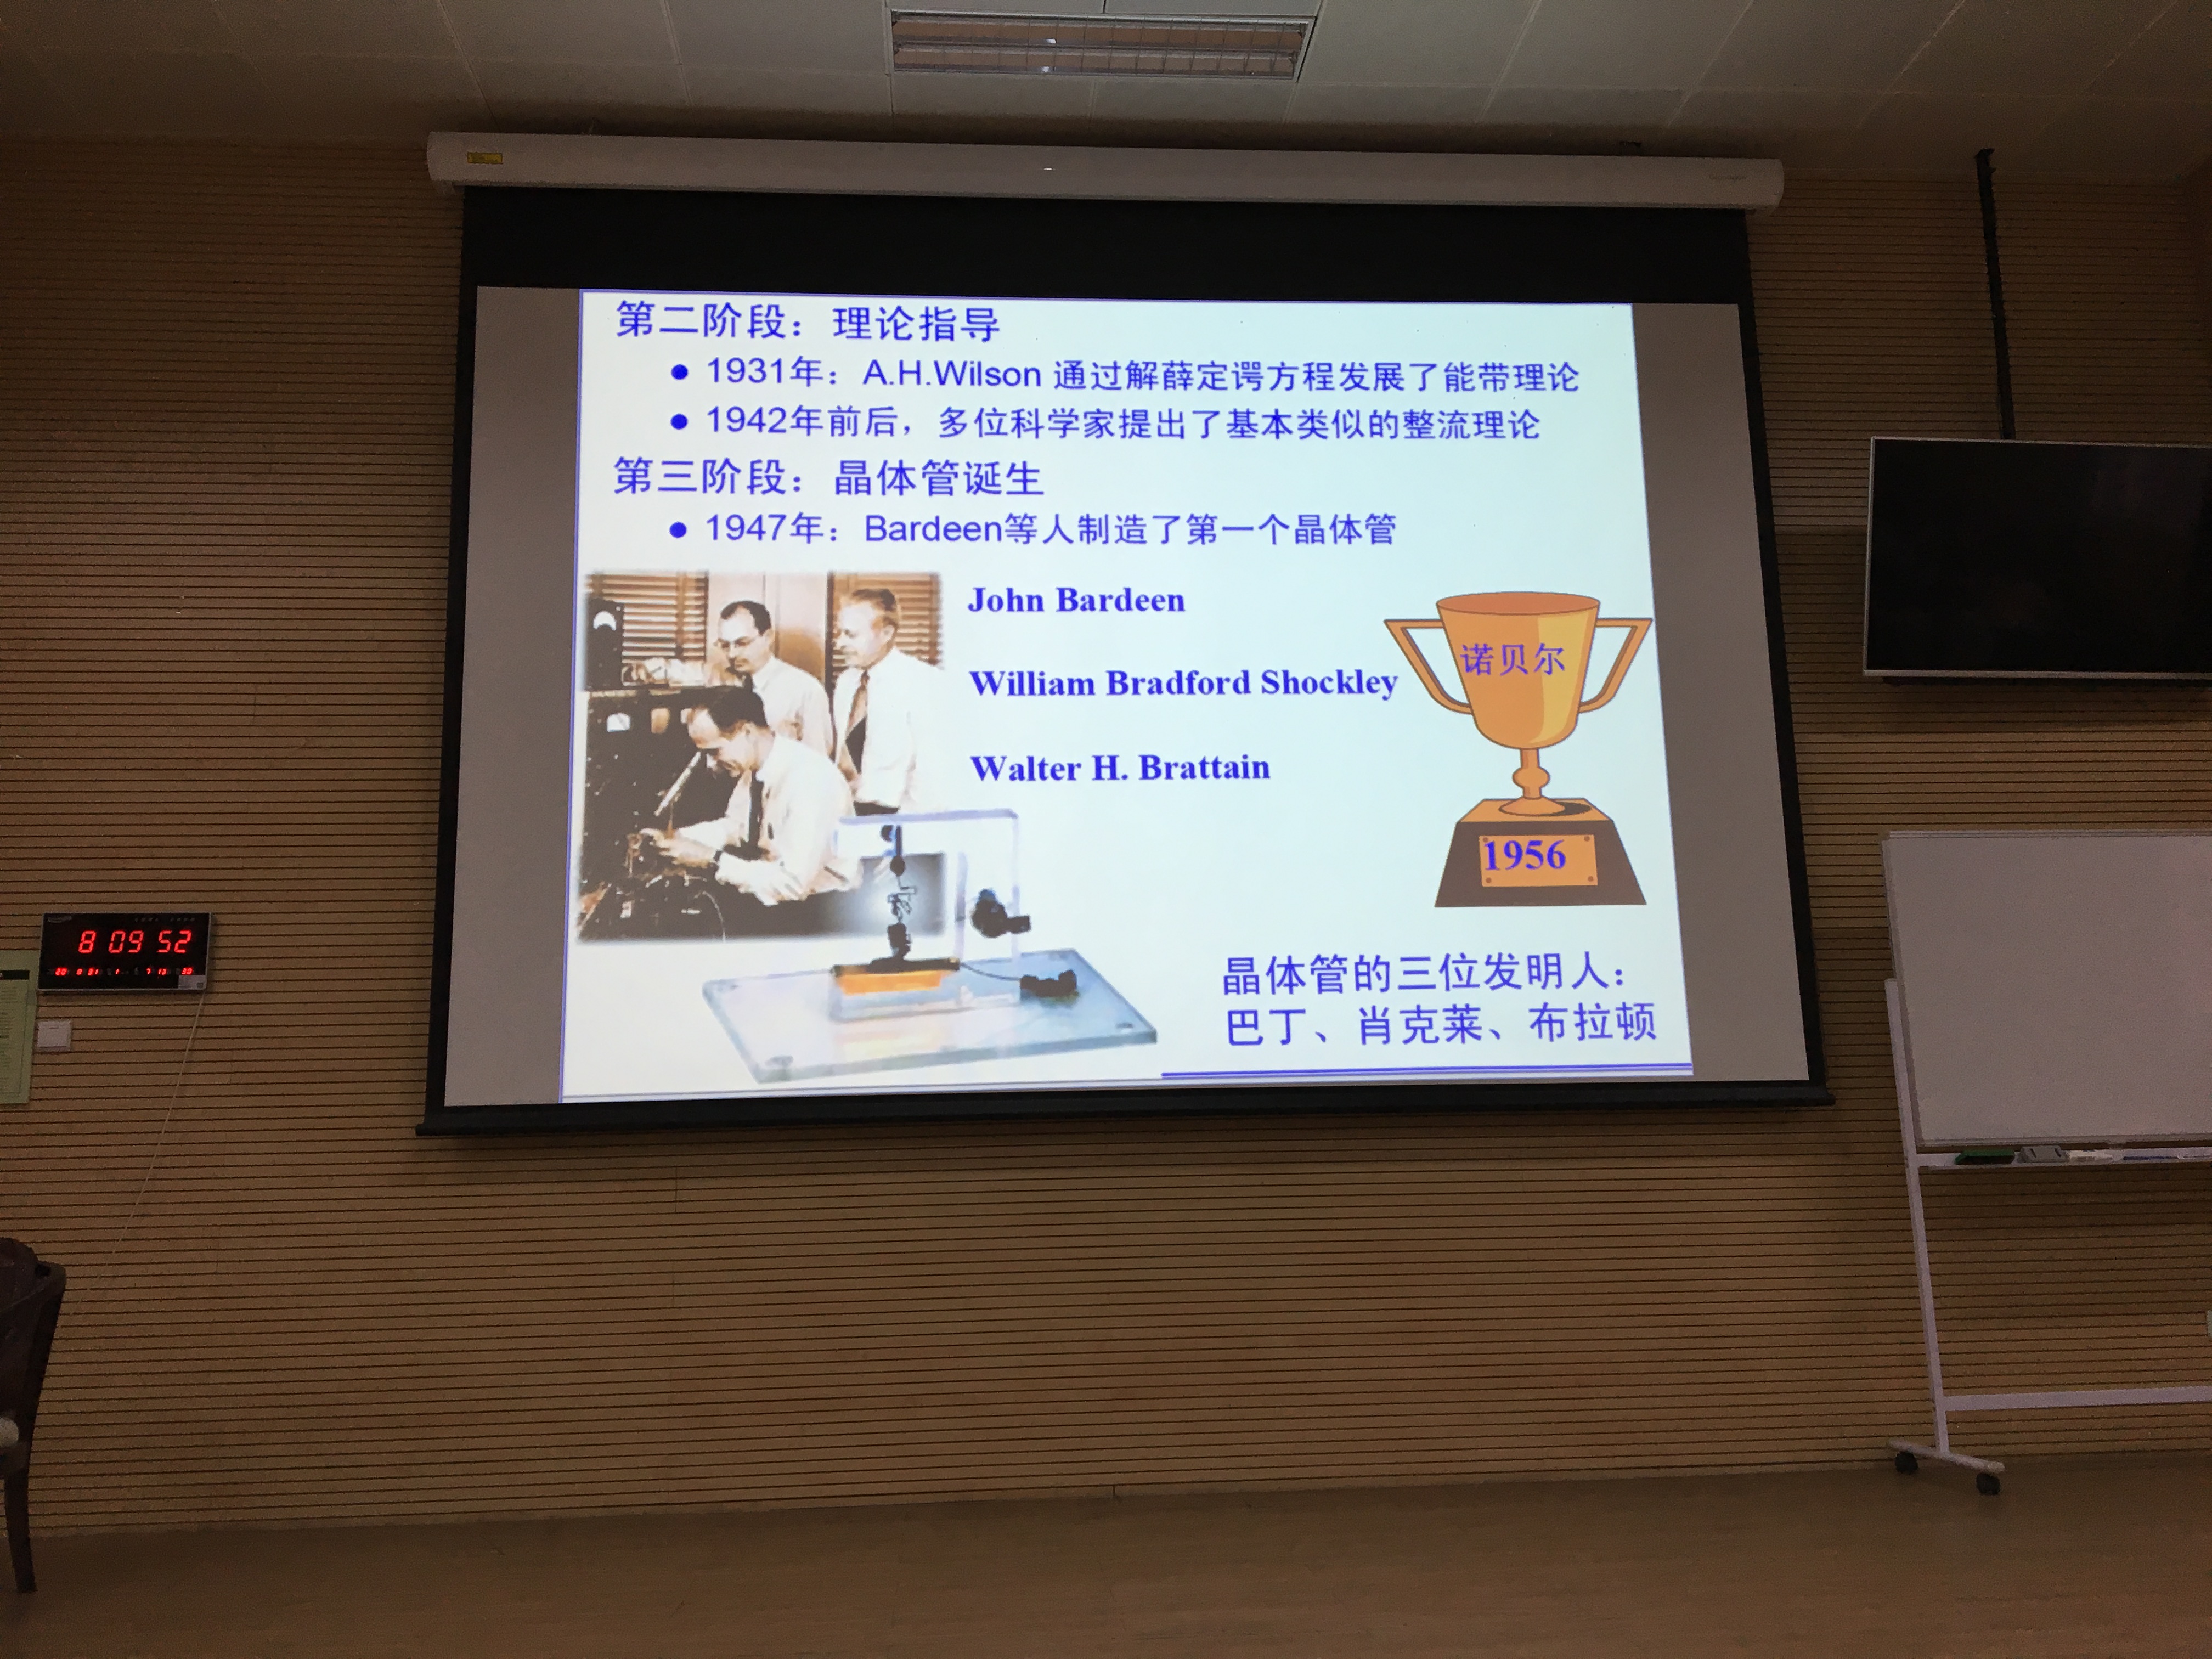 第二阶段：理论指导
● 1931年：A.H.Wilson 通过解薛定谔方程发展了能带理论
● 1942年前后，多位科学家提出了基本类似的整流理论
第三阶段：晶体管诞生
● 1947年：Bardeen等人制造了第一个晶体管
John Bardeen
William Bradford Shockley
Walter H. Brattain
诺贝尔
1956
晶体管的三位发明人：
巴丁、肖克莱、布拉顿
8 09 52